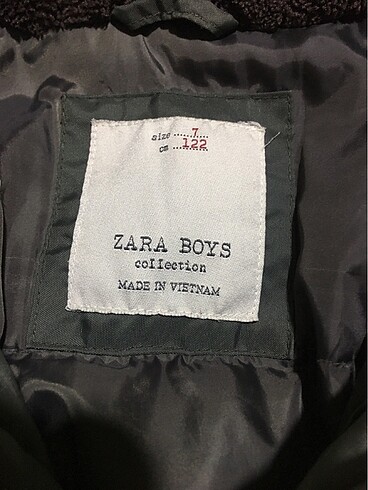 size ......7...
cm ...122
ZARA BOYS
collection
MADE IN VIETNAM